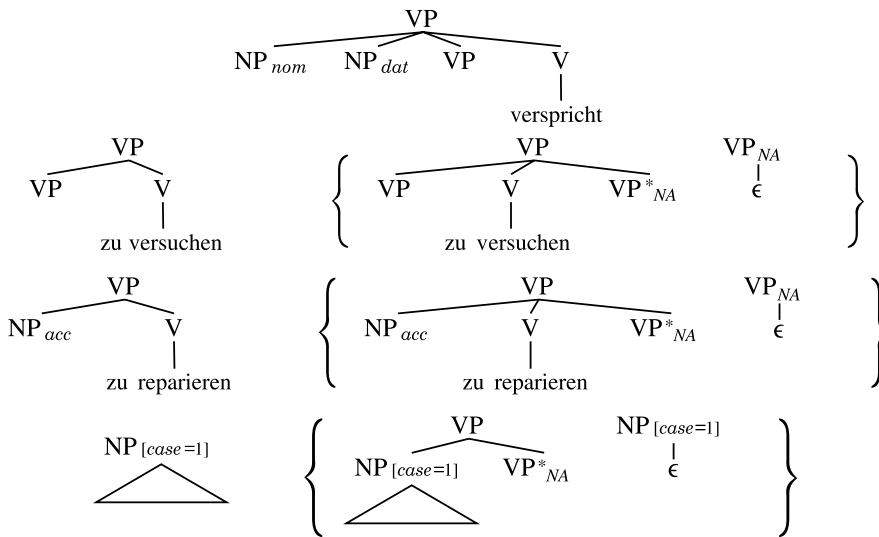 VP
NP nom NP dat VP V
verspricht
VP { VP VP NA }
VP V VP V VP* NA ϵ
zu versuchen zu versuchen
VP { VP VP NA }
NP acc V NP acc V VP* NA ϵ
zu reparieren zu reparieren
NP [case=1] { VP NP [case=1] }
NP [case=1] VP* NA ϵ